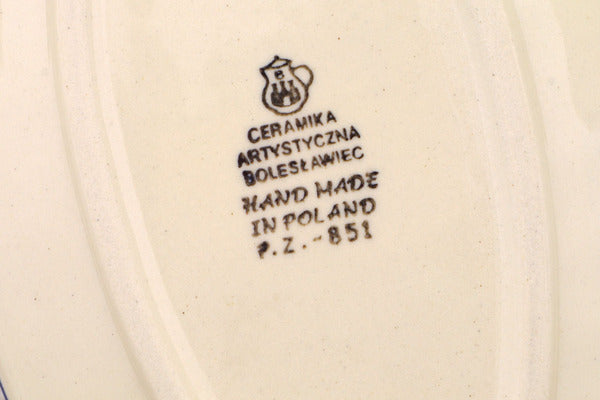 B
CERAMIKA
ARTYSTYCZNA
BOLESŁAWIEC
HAND MADE
IN POLAND
P.Z.-851